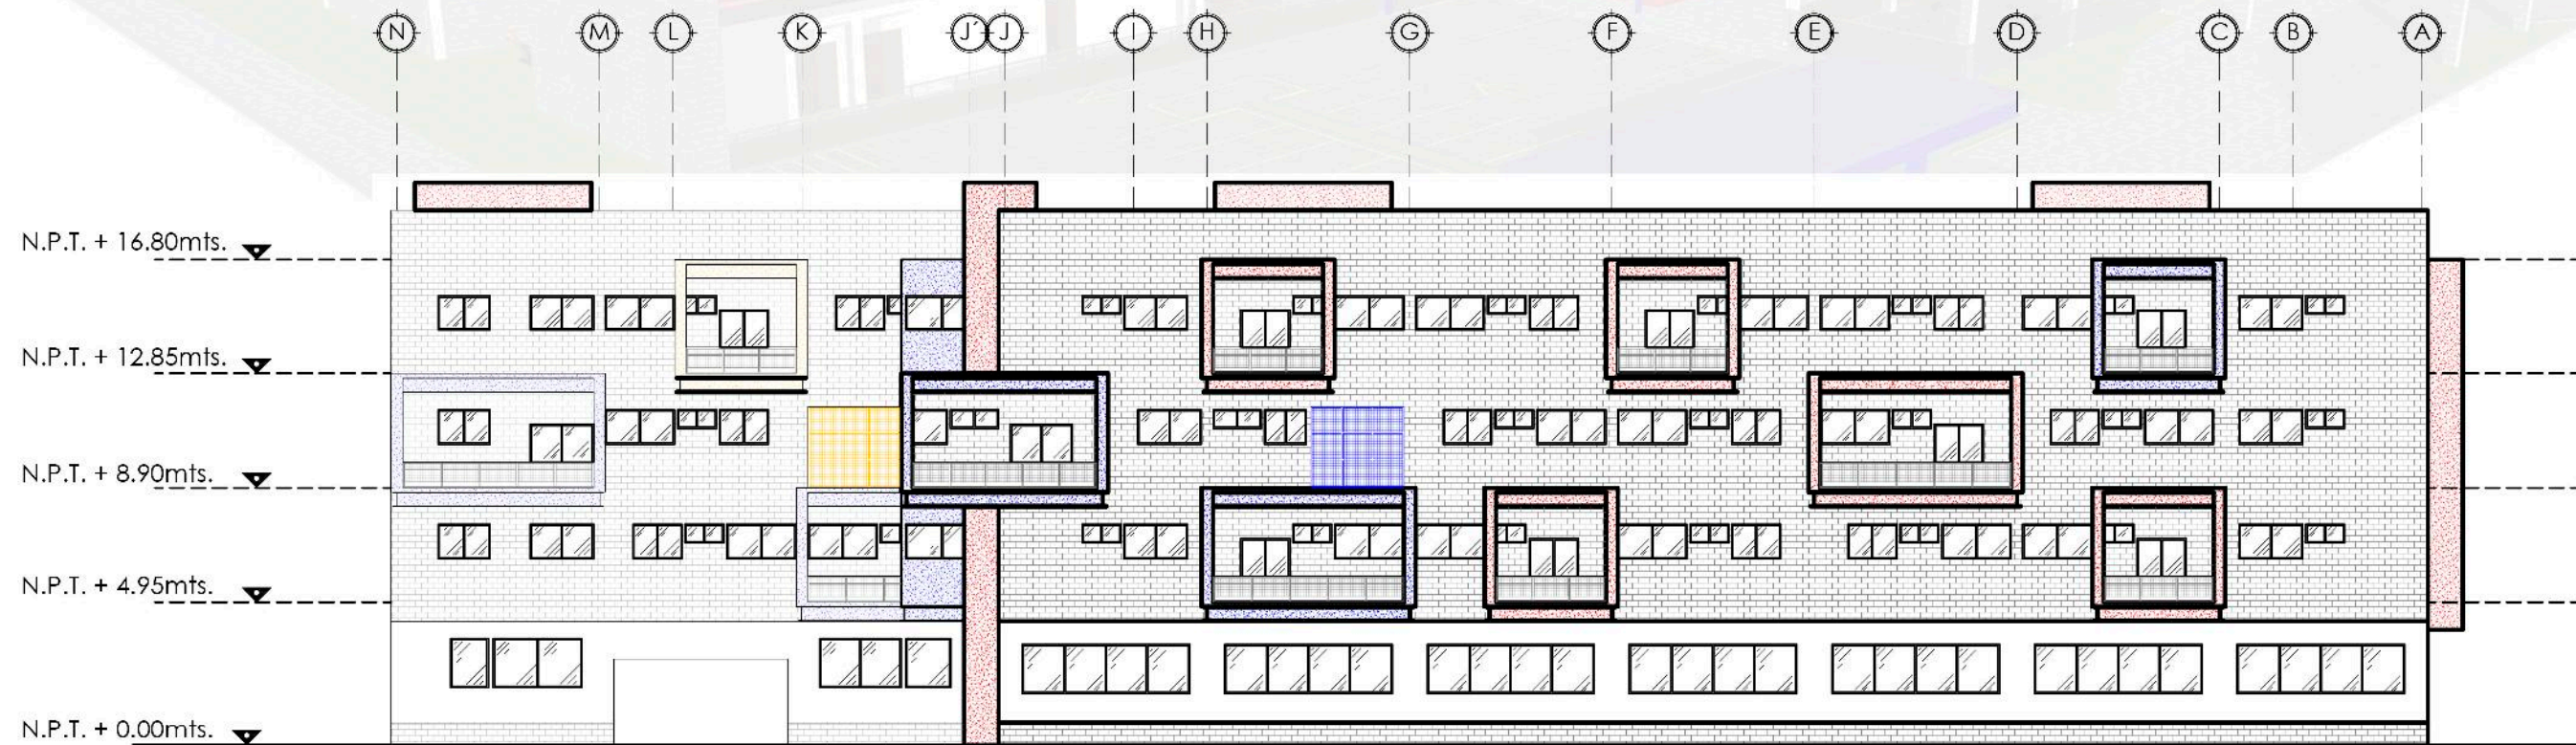 N M L K J' J I H G F E D C B A
N.P.T. + 16.80mts.
N.P.T. + 12.85mts.
N.P.T. + 8.90mts.
N.P.T. + 4.95mts.
N.P.T. + 0.00mts.